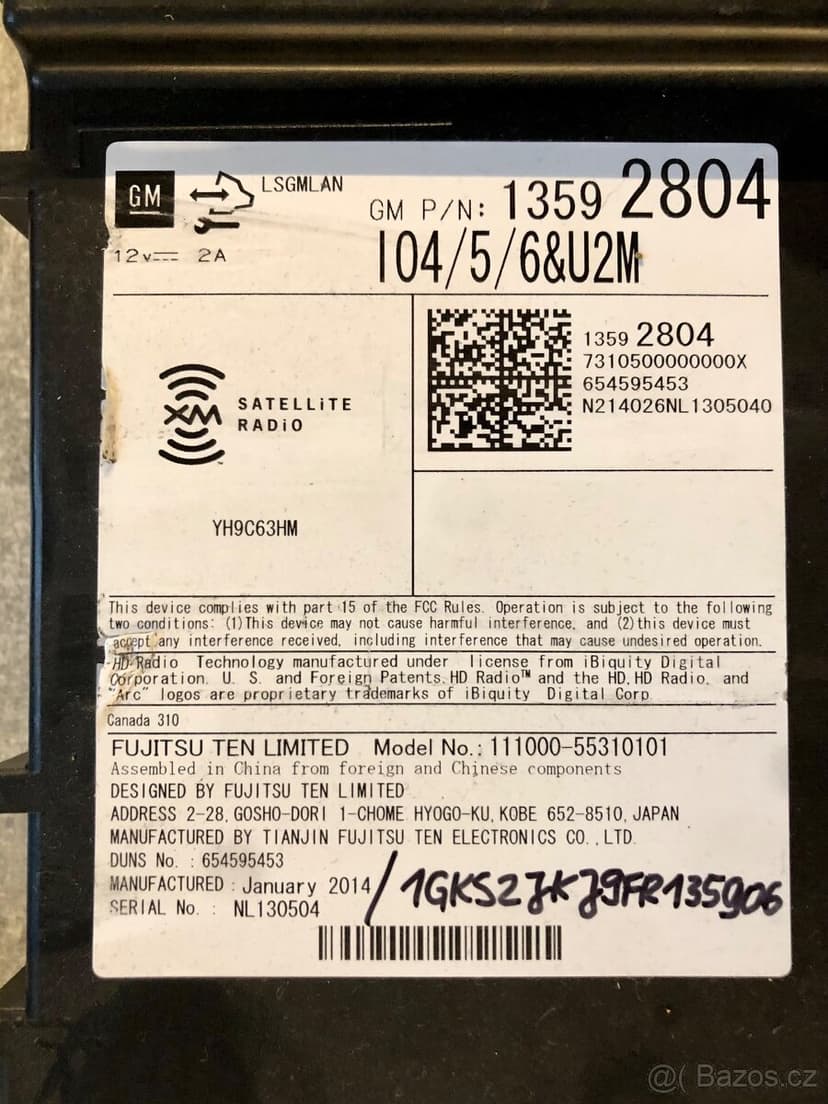 GM
LSGMLAN
GM P/N: 1359 2804
12v 2A
I04/5/6&U2M
1359 2804
7310500000000X
654595453
N214026NL1305040
XM SATELLiTE
RADiO
YH9C63HM
This device complies with part 15 of the FCC Rules. Operation is subject to the following
two conditions: (1)This device may not cause harmful interference, and (2)this device must
accept any interference received, including interference that may cause undesired operation.
HD-Radio Technology manufactured under license from iBiquity Digital
Corporation. U. S. and Foreign Patents. HD Radio™ and the HD, HD Radio, and
"Arc" logos are proprietary trademarks of iBiquity Digital Corp.
Canada 310
FUJITSU TEN LIMITED Model No.: 111000-55310101
Assembled in China from foreign and Chinese components
DESIGNED BY FUJITSU TEN LIMITED
ADDRESS 2-28, GOSHO-DORI 1-CHOME HYOGO-KU, KOBE 652-8510, JAPAN
MANUFACTURED BY TIANJIN FUJITSU TEN ELECTRONICS CO., LTD.
DUNS No. : 654595453
MANUFACTURED : January 2014 / 1GKS27KJ9FR135906
SERIAL No. : NL130504
@( Bazos.cz